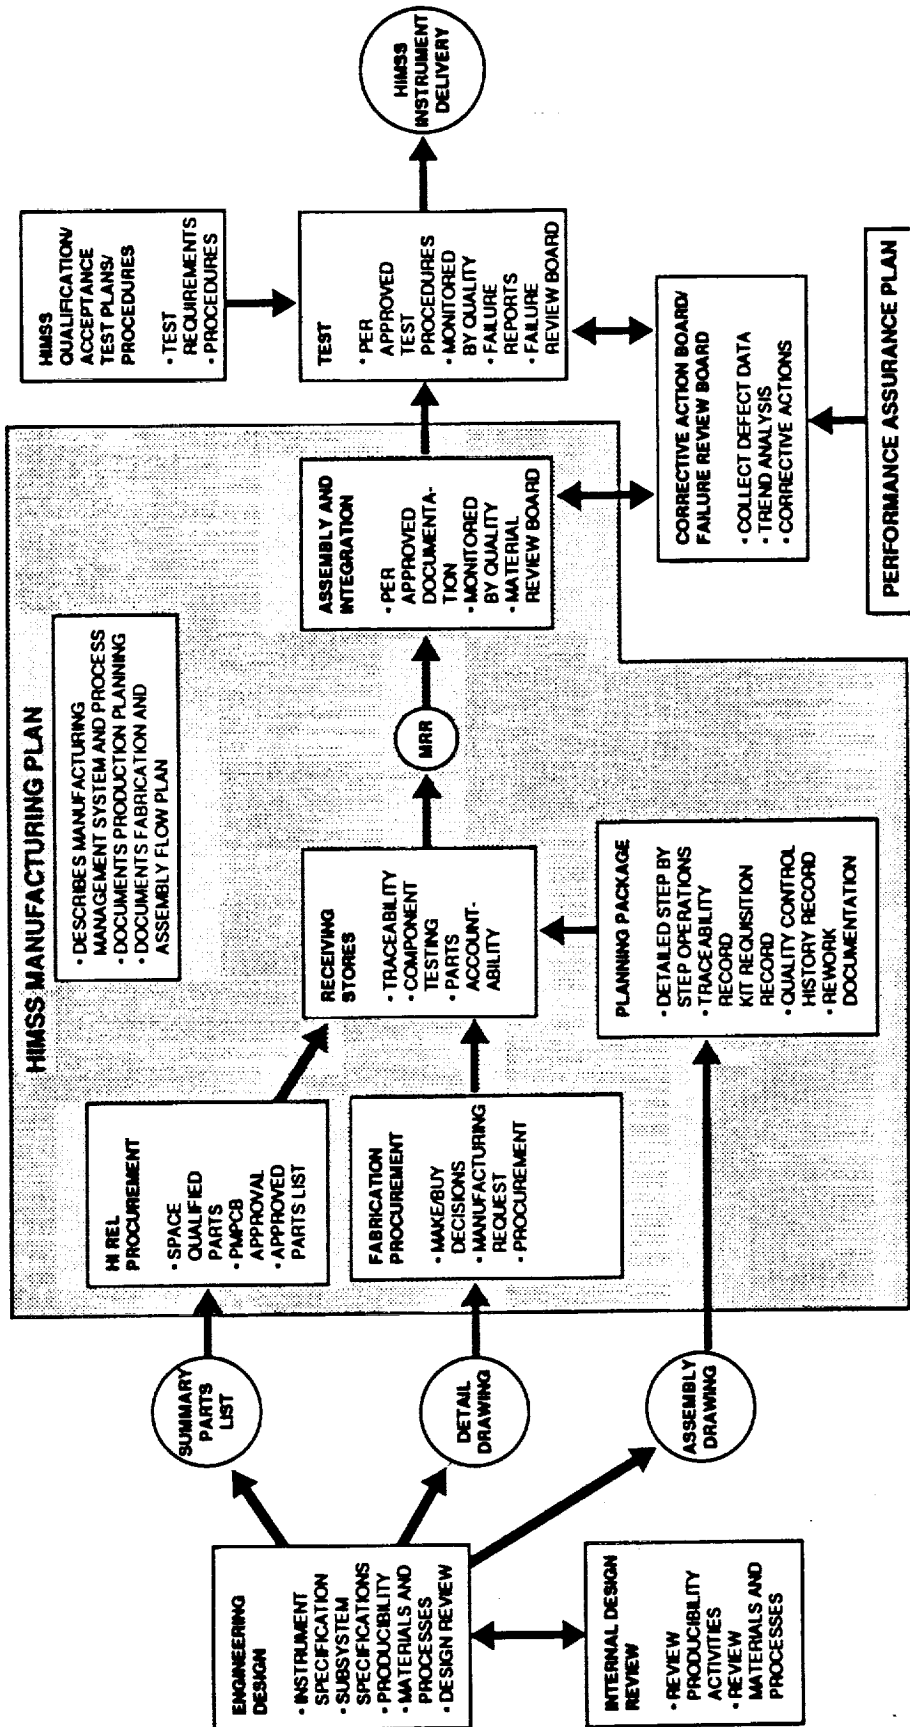 HIMSS MANUFACTURING PLAN
• DESCRIBES MANUFACTURING
MANAGEMENT SYSTEM AND PROCESS
• DOCUMENTS PRODUCTION PLANNING
• DOCUMENTS FABRICATION AND
ASSEMBLY FLOW PLAN
ENGINEERING
DESIGN
• INSTRUMENT
SPECIFICATION
• SUBSYSTEM
SPECIFICATIONS
• PRODUCIBILITY
• MATERIALS AND
PROCESSES
• DESIGN REVIEW
INTERNAL DESIGN
REVIEW
• REVIEW
PRODUCIBILITY
ACTIVITIES
• REVIEW
MATERIALS AND
PROCESSES
SUMMARY
PARTS
LIST
DETAIL
DRAWING
ASSEMBLY
DRAWING
HI REL
PROCUREMENT
• SPACE
QUALIFIED
PARTS
• PMPCB
APPROVAL
• APPROVED
PARTS LIST
FABRICATION
PROCUREMENT
• MAKE/BUY
DECISIONS
• MANUFACTURING
REQUEST
• PROCUREMENT
RECEIVING
STORES
• TRACEABILITY
• COMPONENT
TESTING
• PARTS
ACCOUNT-
ABILITY
PLANNING PACKAGE
• DETAILED STEP BY
STEP OPERATIONS
• TRACEABILITY
RECORD
KIT REQUISITION
RECORD
• QUALITY CONTROL
HISTORY RECORD
• REWORK
• DOCUMENTATION
MRR
ASSEMBLY AND
INTEGRATION
• PER
APPROVED
DOCUMENTA-
TION
• MONITORED
BY QUALITY
• MATERIAL
REVIEW BOARD
HIMSS
QUALIFICATION/
ACCEPTANCE
TEST PLANS/
PROCEDURES
• TEST
REQUIREMENTS
• PROCEDURES
TEST
• PER
APPROVED
TEST
PROCEDURES
• MONITORED
BY QUALITY
• FAILURE
REPORTS
• FAILURE
REVIEW BOARD
HIMSS
INSTRUMENT
DELIVERY
CORRECTIVE ACTION BOARD/
FAILURE REVIEW BOARD
• COLLECT DEFECT DATA
• TREND ANALYSIS
• CORRECTIVE ACTIONS
PERFORMANCE ASSURANCE PLAN